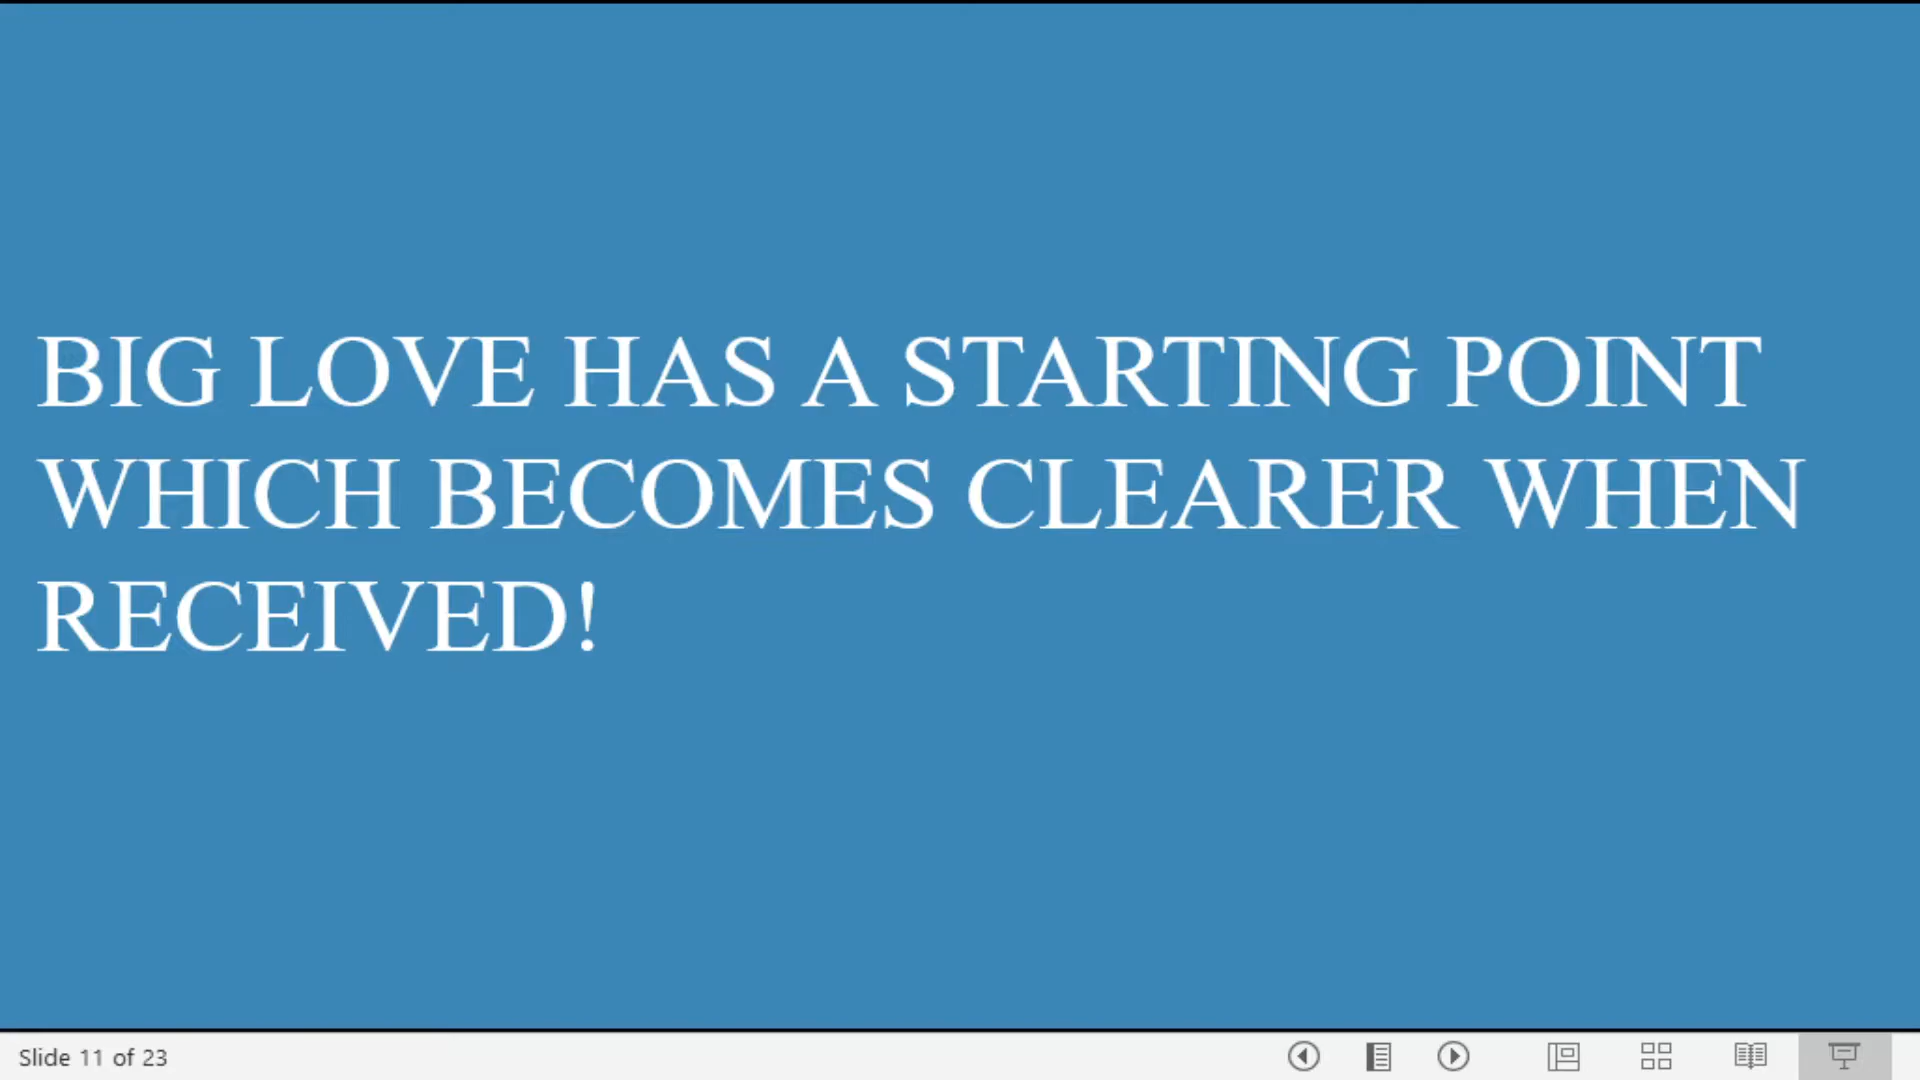 BIG LOVE HAS A STARTING POINT
WHICH BECOMES CLEARER WHEN
RECEIVED!
Slide 11 of 23